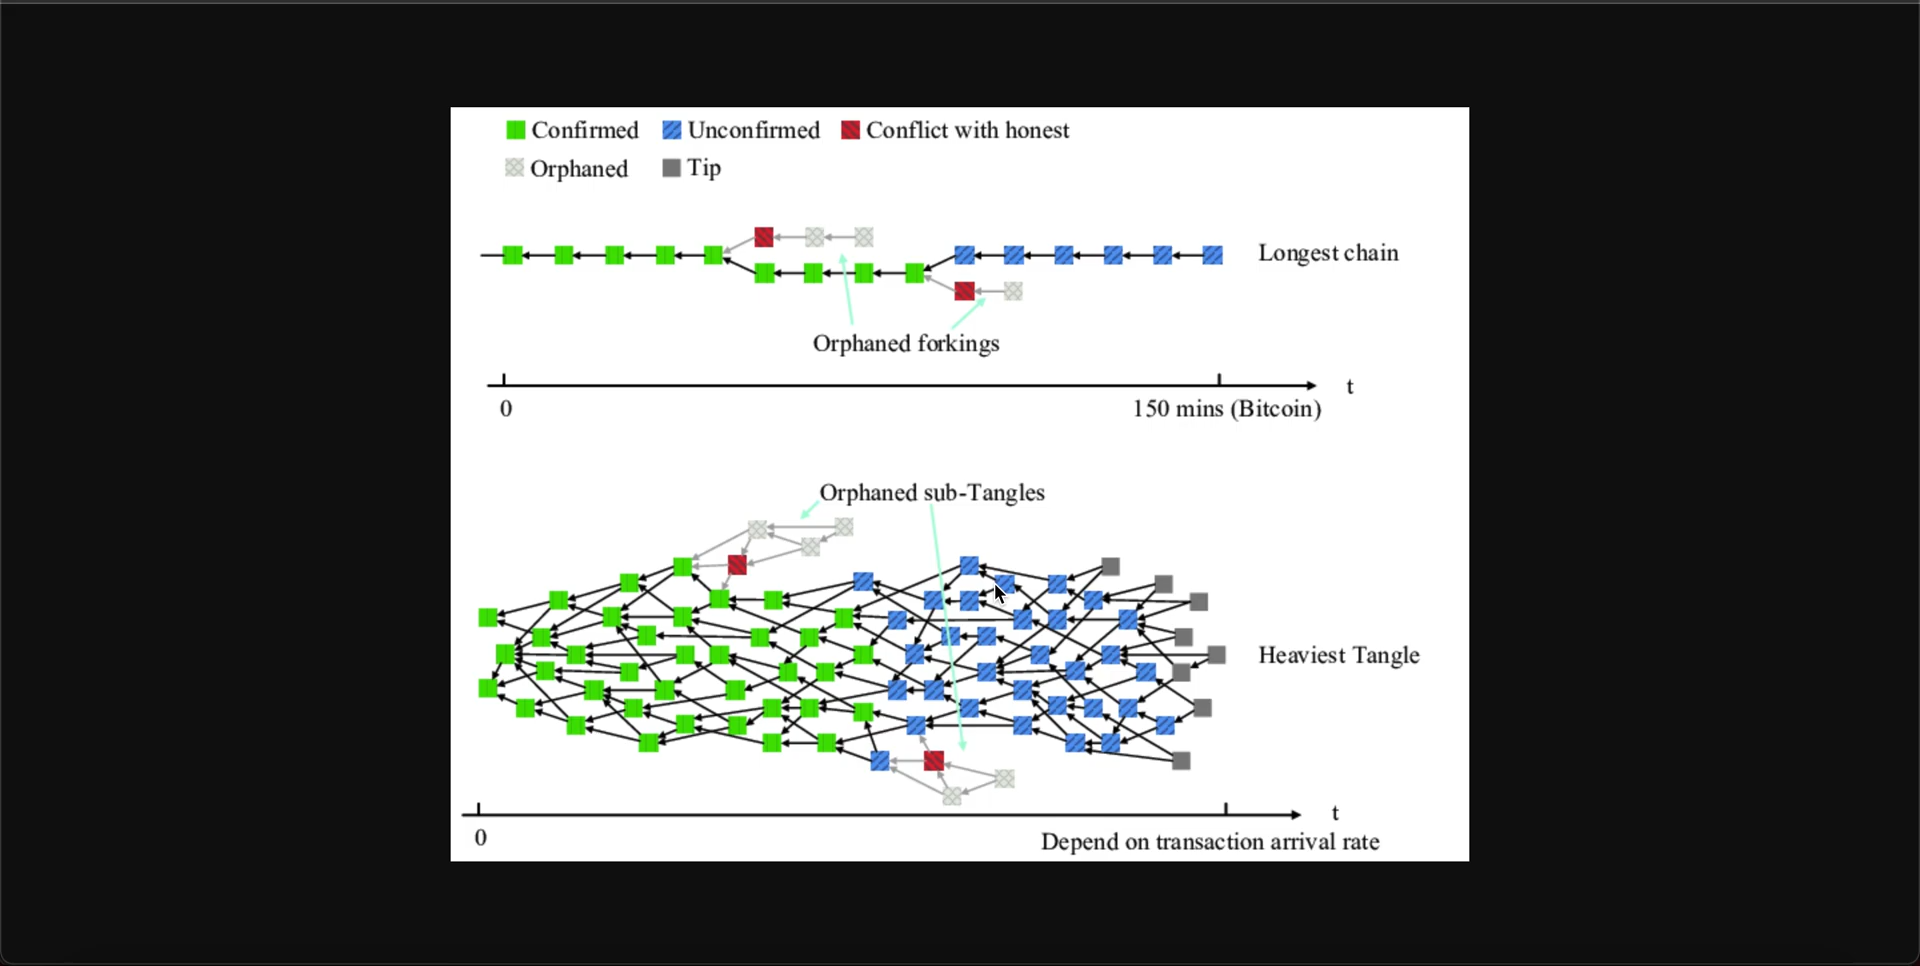 Confirmed Unconfirmed Conflict with honest
Orphaned Tip
Longest chain
Orphaned forkings
t
0 150 mins (Bitcoin)
Orphaned sub-Tangles
Heaviest Tangle
t
0
Depend on transaction arrival rate